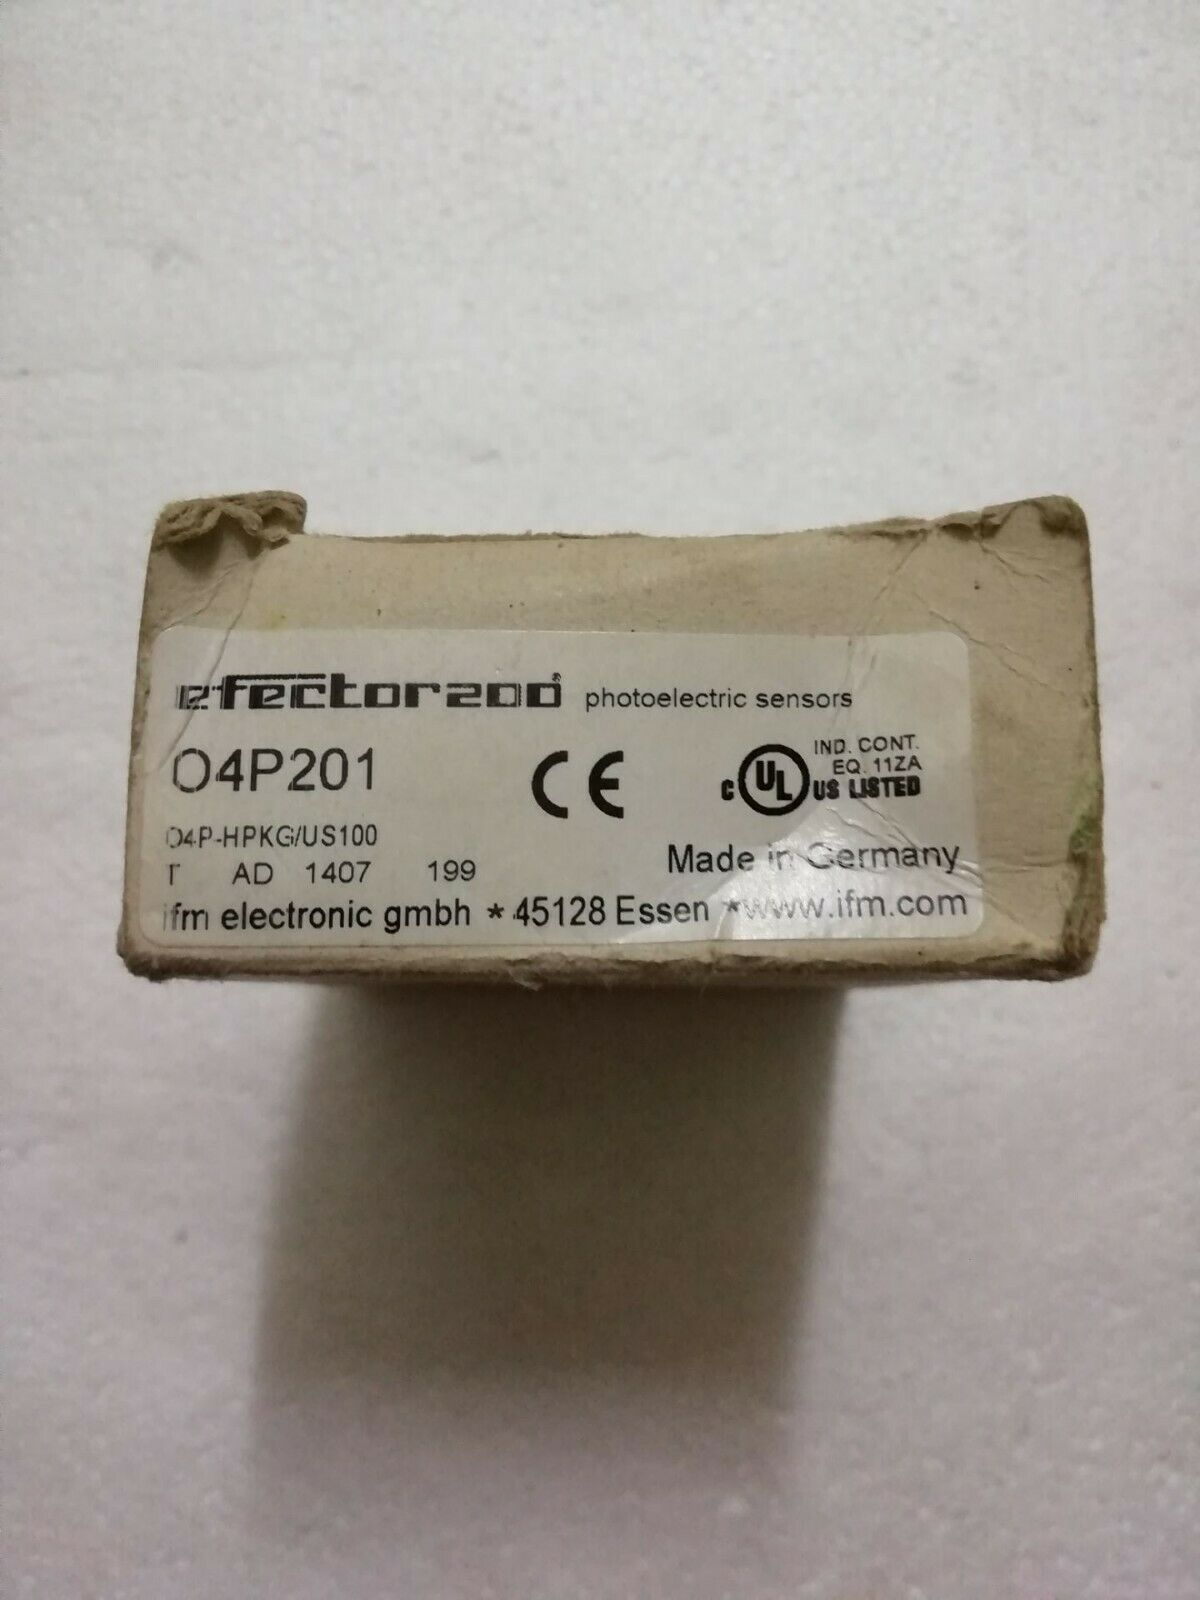 efector200® photoelectric sensors
O4P201
CE
C UL US LISTED
IND. CONT.
EQ. 11ZA
O4P-HPKG/US100
AD 1407 199
Made in Germany
ifm electronic gmbh * 45128 Essen * www.ifm.com